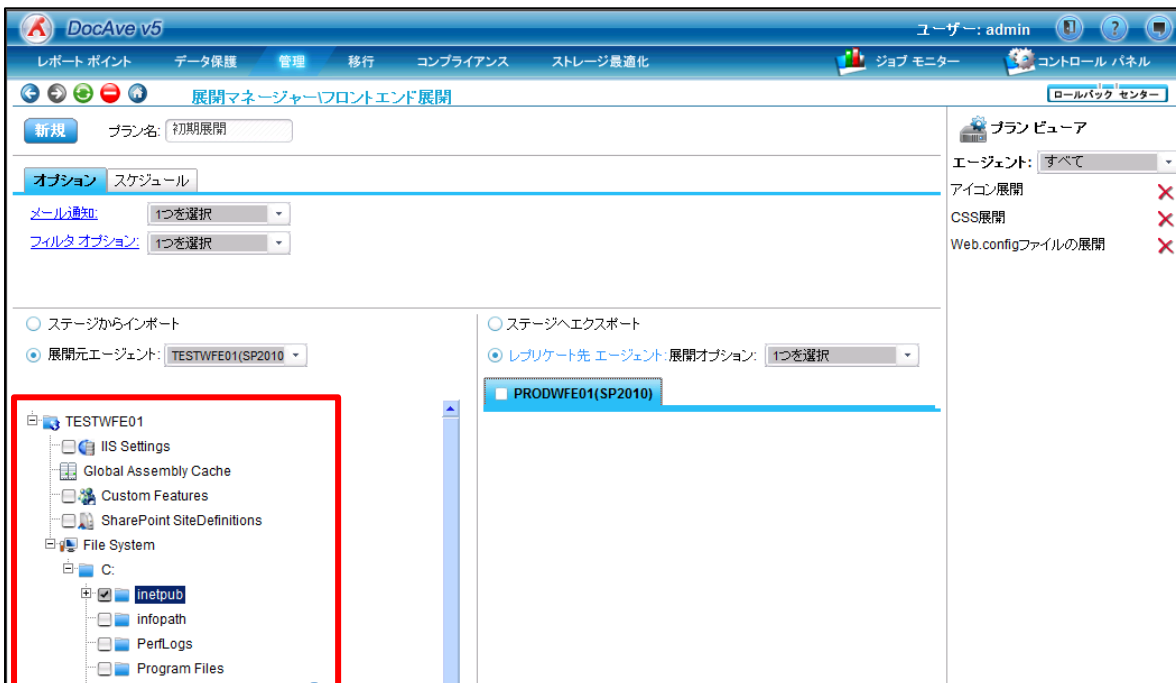 DocAve v5
ユーザー: admin
レポート ポイント データ保護 管理 移行 コンプライアンス ストレージ最適化 ジョブ モニター コントロール パネル
展開マネージャー\フロントエンド展開
ロールバック センター
新規 プラン名: 初期展開
プラン ビューア
エージェント: すべて
アイコン展開
CSS展開
Web.configファイルの展開
オプション スケジュール
メール通知: 1つを選択
フィルタ オプション: 1つを選択
ステージからインポート
展開元エージェント: TESTWFE01(SP2010
ステージへエクスポート
レプリケート先 エージェント: 展開オプション: 1つを選択
PRODWFE01(SP2010)
TESTWFE01
IIS Settings
Global Assembly Cache
Custom Features
SharePoint SiteDefinitions
File System
C:
inetpub
infopath
PerfLogs
Program Files